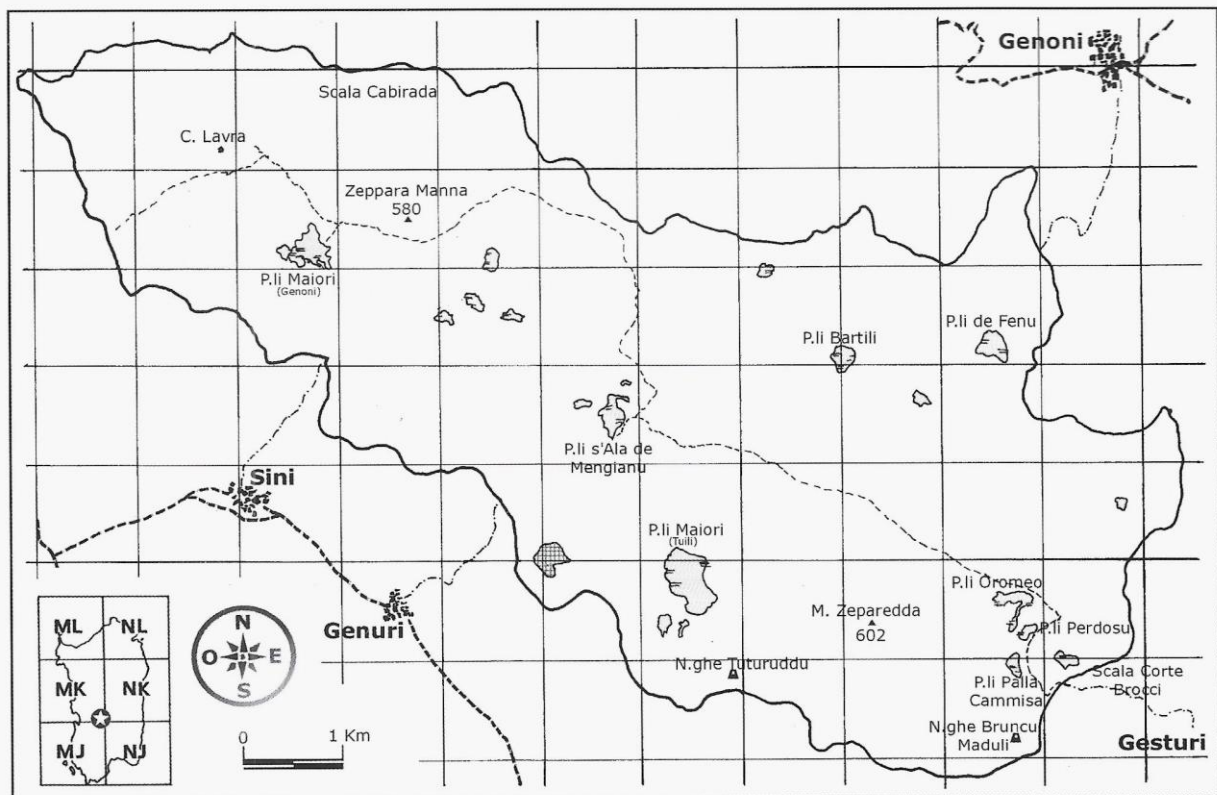 Genoni
Scala Cabirada
C. Lavra
Zeppara Manna
580
P.li Maiori
(Genoni)
P.li de Fenu
P.li Bartili
P.li s'Ala de
Mengianu
Sini
P.li Maiori
(Tuili)
P.li Oromeo
M. Zeparedda
602
P.li Perdosu
Genuri
N.ghe Tuturuddu
P.li Palla
Cammisa
Scala Corte
Brocci
N.ghe Bruncu
Maduli
Gesturi
ML
NL
MK
NK
MJ
NJ
N
O
E
S
0
1 Km